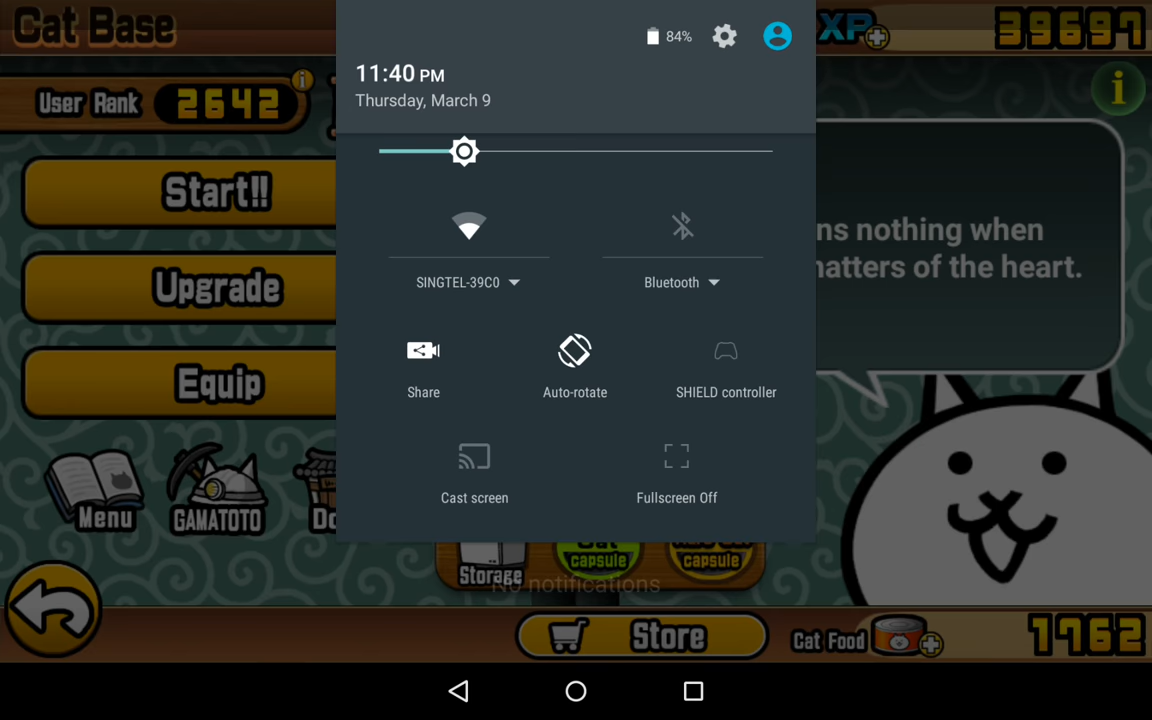 Cat Base
84%
XP
39697
11:40 PM
Thursday, March 9
User Rank 2642
i
i
Start!!
ns nothing when
natters of the heart.
Upgrade
SINGTEL-39C0
Bluetooth
Equip
Share
Auto-rotate
SHIELD controller
Cast screen
Fullscreen Off
Menu
GAMATOTO
Do
Storage
Cat
capsule
capsule
No notifications
Store
Cat Food
1762